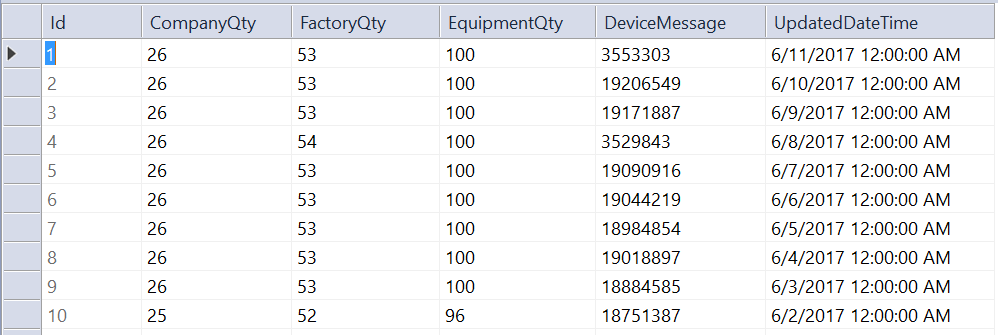 Id CompanyQty FactoryQty EquipmentQty DeviceMessage UpdatedDateTime
1 26 53 100 3553303 6/11/2017 12:00:00 AM
2 26 53 100 19206549 6/10/2017 12:00:00 AM
3 26 53 100 19171887 6/9/2017 12:00:00 AM
4 26 54 100 3529843 6/8/2017 12:00:00 AM
5 26 53 100 19090916 6/7/2017 12:00:00 AM
6 26 53 100 19044219 6/6/2017 12:00:00 AM
7 26 53 100 18984854 6/5/2017 12:00:00 AM
8 26 53 100 19018897 6/4/2017 12:00:00 AM
9 26 53 100 18884585 6/3/2017 12:00:00 AM
10 25 52 96 18751387 6/2/2017 12:00:00 AM